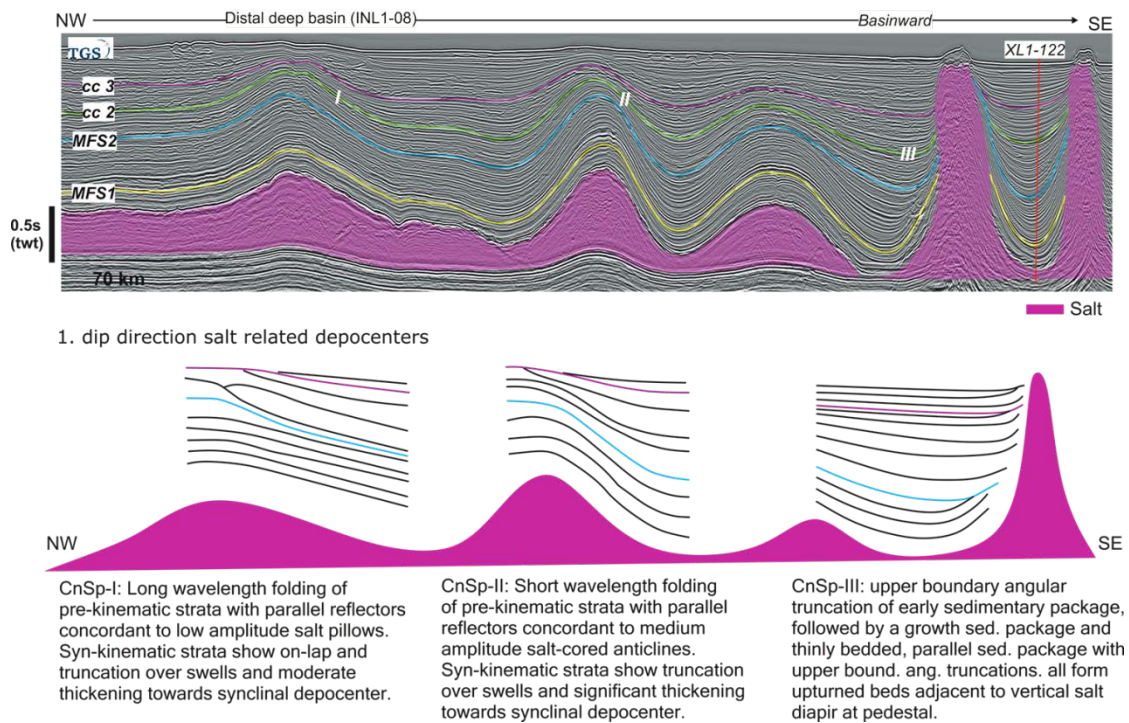 NW
Distal deep basin (INL1-08)
Basinward
SE
TGS
XL1-122
cc 3
I
II
cc 2
MFS2
III
MFS1
0.5s
(twt)
70 km
Salt
1. dip direction salt related depocenters
NW
SE
CnSp-I: Long wavelength folding of
pre-kinematic strata with parallel reflectors
concordant to low amplitude salt pillows.
Syn-kinematic strata show on-lap and
truncation over swells and moderate
thickening towards synclinal depocenter.
CnSp-II: Short wavelength folding
of pre-kinematic strata with parallel
reflectors concordant to medium
amplitude salt-cored anticlines.
Syn-kinematic strata show truncation
over swells and significant thickening
towards synclinal depocenter.
CnSp-III: upper boundary angular
truncation of early sedimentary package,
followed by a growth sed. package and
thinly bedded, parallel sed. package with
upper bound. ang. truncations. all form
upturned beds adjacent to vertical salt
diapir at pedestal.